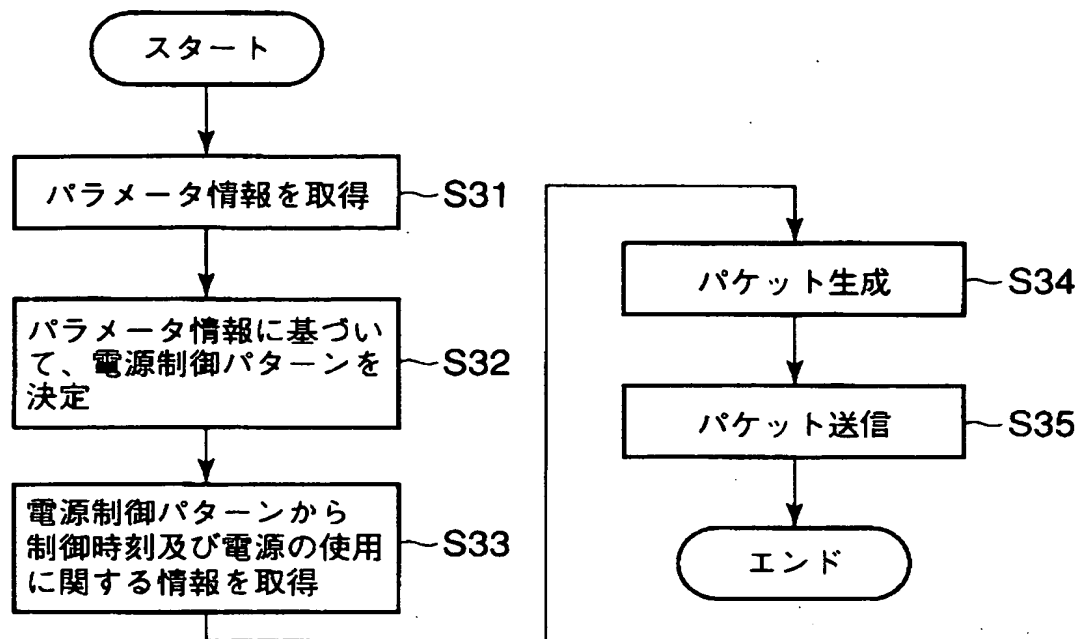 スタート
パラメータ情報を取得
S31
パラメータ情報に基づい
て、電源制御パターンを
決定
S32
電源制御パターンから
制御時刻及び電源の使用
に関する情報を取得
S33
パケット生成
S34
パケット送信
S35
エンド